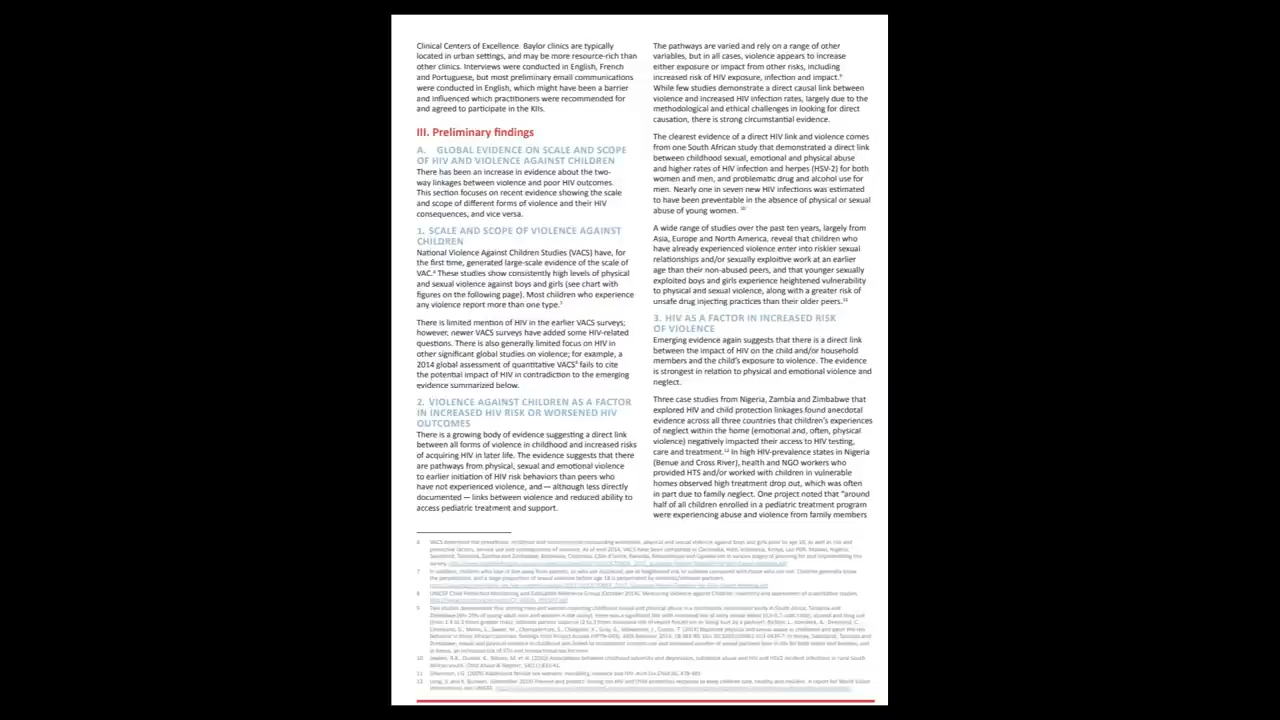 Clinical Centers of Excellence. Baylor clinics are typically
located in urban settings, and may be more resource-rich than
other clinics. Interviews were conducted in English, French
and Portuguese, but most preliminary email communications
were conducted in English, which might have been a barrier
and influenced which practitioners were recommended for
and agreed to participate in the KIIs.
III. Preliminary findings
A. GLOBAL EVIDENCE ON SCALE AND SCOPE
OF HIV AND VIOLENCE AGAINST CHILDREN
There has been an increase in evidence about the two-
way linkages between violence and poor HIV outcomes.
This section focuses on recent evidence showing the scale
and scope of different forms of violence and their HIV
consequences, and vice versa.
1. SCALE AND SCOPE OF VIOLENCE AGAINST
CHILDREN
National Violence Against Children Studies (VACS) have, for
the first time, generated large-scale evidence of the scale of
VAC.⁶ These studies show consistently high levels of physical
and sexual violence against boys and girls (see chart with
figures on the following page). Most children who experience
any violence report more than one type.⁷
There is limited mention of HIV in the earlier VACS surveys;
however, newer VACS surveys have added some HIV-related
questions. There is also generally limited focus on HIV in
other significant global studies on violence; for example, a
2014 global assessment of quantitative VACS⁸ fails to cite
the potential impact of HIV in contradiction to the emerging
evidence summarized below.
2. VIOLENCE AGAINST CHILDREN AS A FACTOR
IN INCREASED HIV RISK OR WORSENED HIV
OUTCOMES
There is a growing body of evidence suggesting a direct link
between all forms of violence in childhood and increased risks
of acquiring HIV in later life. The evidence suggests that there
are pathways from physical, sexual and emotional violence
to earlier initiation of HIV risk behaviors than peers who
have not experienced violence, and — although less directly
documented — links between violence and reduced ability to
access pediatric treatment and support.
The pathways are varied and rely on a range of other
variables, but in all cases, violence appears to increase
either exposure or impact from other risks, including
increased risk of HIV exposure, infection and impact.⁹
While few studies demonstrate a direct causal link between
violence and increased HIV infection rates, largely due to the
methodological and ethical challenges in looking for direct
causation, there is strong circumstantial evidence.
The clearest evidence of a direct HIV link and violence comes
from one South African study that demonstrated a direct link
between childhood sexual, emotional and physical abuse
and higher rates of HIV infection and herpes (HSV-2) for both
women and men, and problematic drug and alcohol use for
men. Nearly one in seven new HIV infections was estimated
to have been preventable in the absence of physical or sexual
abuse of young women. ¹⁰
A wide range of studies over the past ten years, largely from
Asia, Europe and North America, reveal that children who
have already experienced violence enter into riskier sexual
relationships and/or sexually exploitive work at an earlier
age than their non-abused peers, and that younger sexually
exploited boys and girls experience heightened vulnerability
to physical and sexual violence, along with a greater risk of
unsafe drug injecting practices than their older peers.¹¹
3. HIV AS A FACTOR IN INCREASED RISK
OF VIOLENCE
Emerging evidence again suggests that there is a direct link
between the impact of HIV on the child and/or household
members and the child's exposure to violence. The evidence
is strongest in relation to physical and emotional violence and
neglect.
Three case studies from Nigeria, Zambia and Zimbabwe that
explored HIV and child protection linkages found anecdotal
evidence across all three countries that children's experiences
of neglect within the home (emotional and, often, physical
violence) negatively impacted their access to HIV testing,
care and treatment.¹² In high HIV-prevalence states in Nigeria
(Benue and Cross River), health and NGO workers who
provided HTS and/or worked with children in vulnerable
homes observed high treatment drop out, which was often
in part due to family neglect. One project noted that "around
half of all children enrolled in a pediatric treatment program
were experiencing abuse and violence from family members